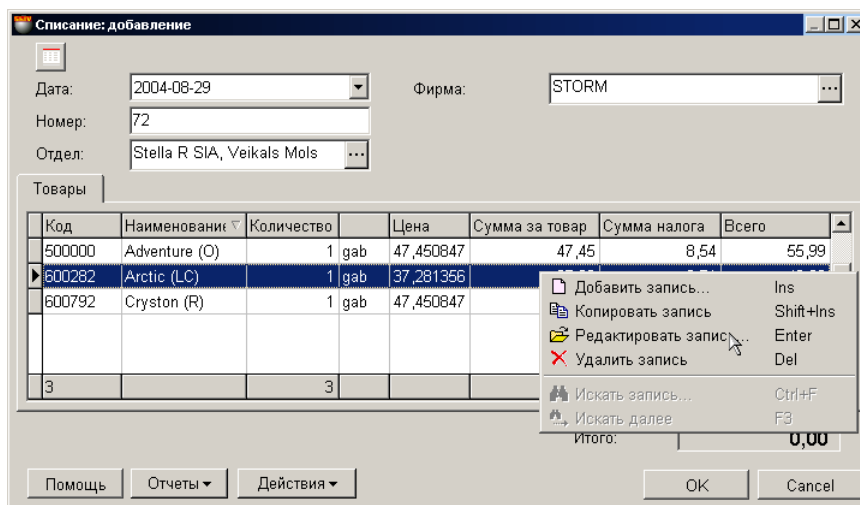 Списание: добавление
Дата: 2004-08-29 Фирма: STORM ...
Номер: 72
Отдел: Stella R SIA, Veikals Mols ...
Товары
Код Наименование Количество Цена Сумма за товар Сумма налога Всего
500000 Adventure (O) 1 gab 47,450847 47,45 8,54 55,99
600282 Arctic (LC) 1 gab 37,281356
600792 Cryston (R) 1 gab 47,450847
3 3
Добавить запись... Ins
Копировать запись Shift+Ins
Редактировать запись... Enter
Удалить запись Del
Искать запись... Ctrl+F
Искать далее F3
Итого: 0,00
Помощь Отчеты Действия OK Cancel